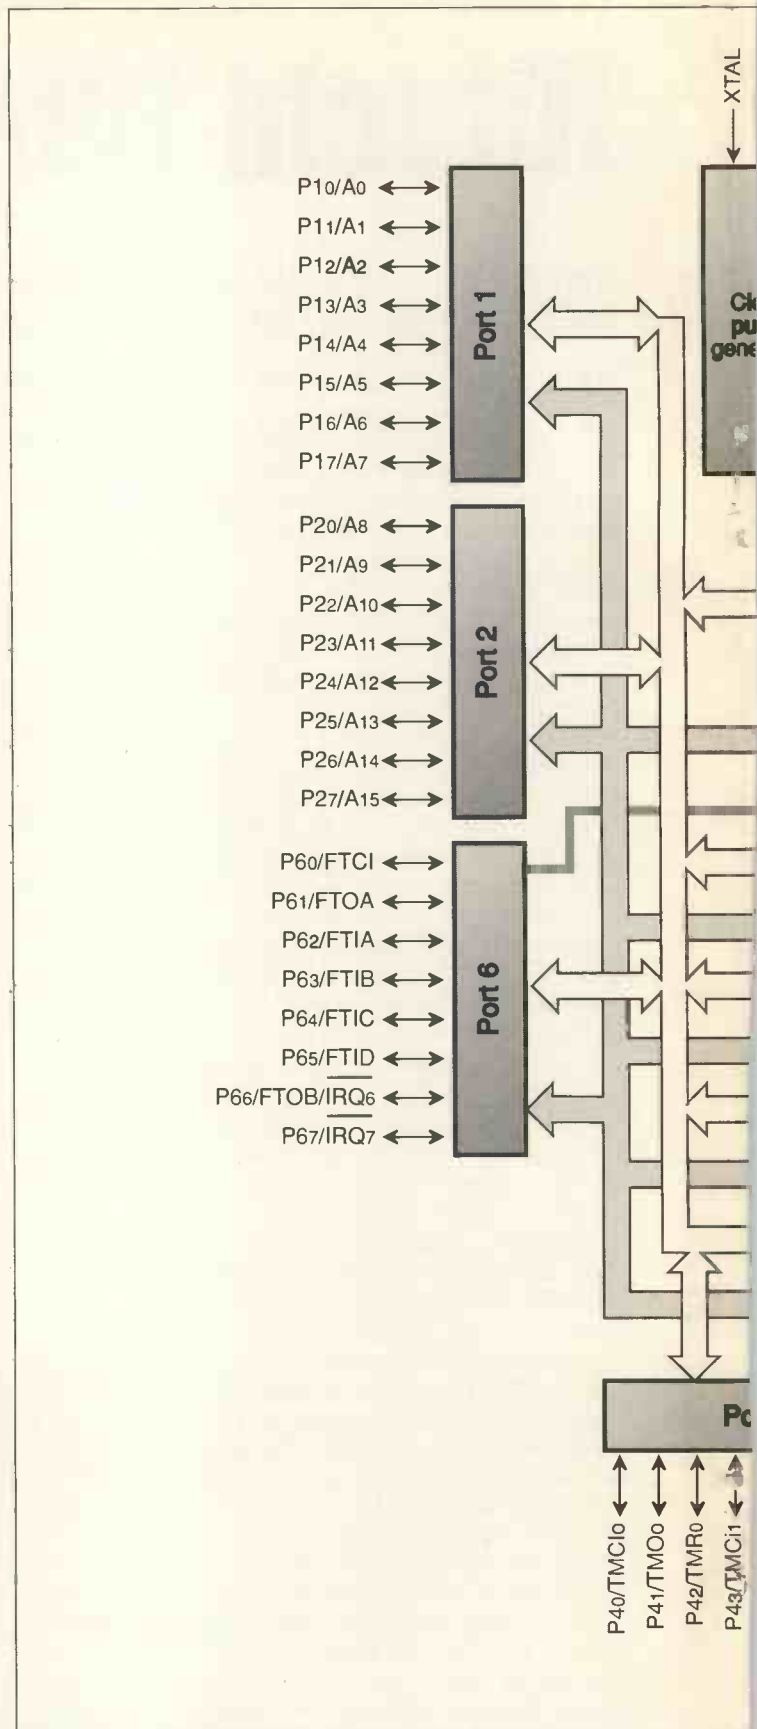 XTAL
P10/A0
P11/A1
P12/A2
P13/A3
P14/A4
P15/A5
P16/A6
P17/A7
Port 1
P20/A8
P21/A9
P22/A10
P23/A11
P24/A12
P25/A13
P26/A14
P27/A15
Port 2
P60/FTCI
P61/FTOA
P62/FTIA
P63/FTIB
P64/FTIC
P65/FTID
P66/FTOB/IRQ6
P67/IRQ7
Port 6
P40/TMCI0
P41/TMO0
P42/TMR0
P43/TMCi1